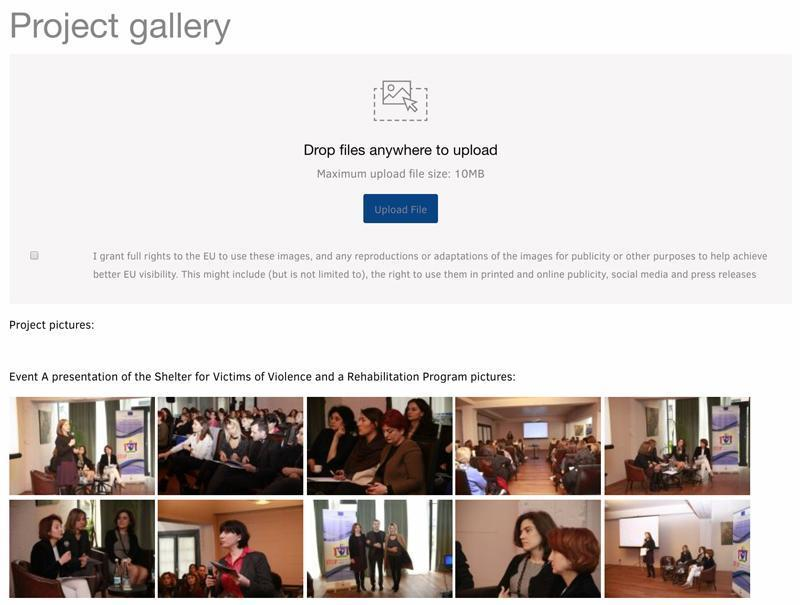 Project gallery
Drop files anywhere to upload
Maximum upload file size: 10MB
Upload File
I grant full rights to the EU to use these images, and any reproductions or adaptations of the images for publicity or other purposes to help achieve
better EU visibility. This might include (but is not limited to), the right to use them in printed and online publicity, social media and press releases
Project pictures:
Event A presentation of the Shelter for Victims of Violence and a Rehabilitation Program pictures: